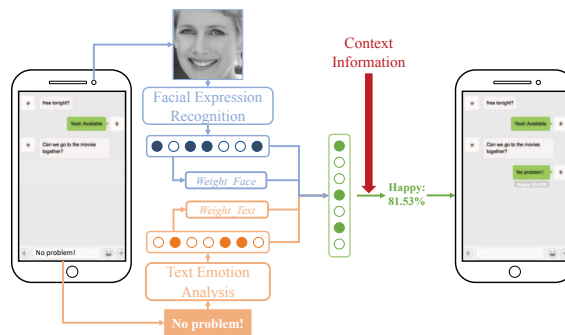 free tonight?
Yeah Available
Can we go to the movies
together?
No problem!
Facial Expression
Recognition
Weight Face
Weight Text
Text Emotion
Analysis
No problem!
Context
Information
Happy:
81.53%
free tonight?
Yeah Available
Can we go to the movies
together?
No problem!